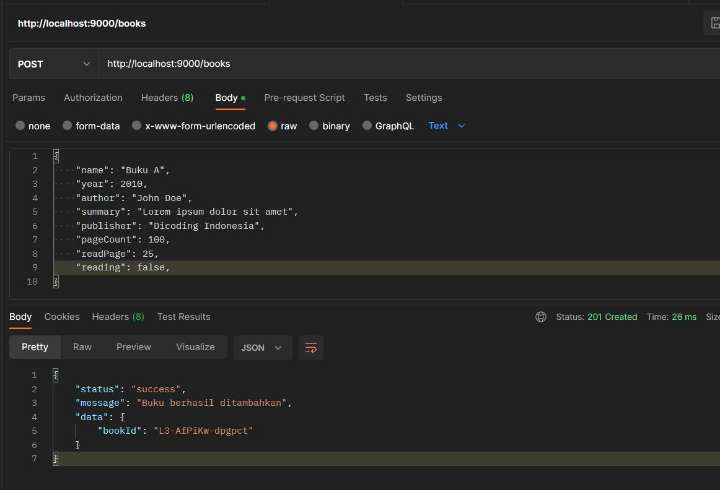 http://localhost:9000/books
POST http://localhost:9000/books
Params Authorization Headers (8) Body Pre-request Script Tests Settings
none form-data x-www-form-urlencoded raw binary GraphQL Text
1 {
2 "name": "Buku A",
3 "year": 2010,
4 "author": "John Doe",
5 "summary": "Lorem ipsum dolor sit amet",
6 "publisher": "Dicoding Indonesia",
7 "pageCount": 100,
8 "readPage": 25,
9 "reading": false,
10 }
Body Cookies Headers (8) Test Results Status: 201 Created Time: 26 ms Size
Pretty Raw Preview Visualize JSON
1 {
2 "status": "success",
3 "message": "Buku berhasil ditambahkan",
4 "data": {
5 "bookId": "L3-AfPiKw-dpgpct"
6 }
7 }